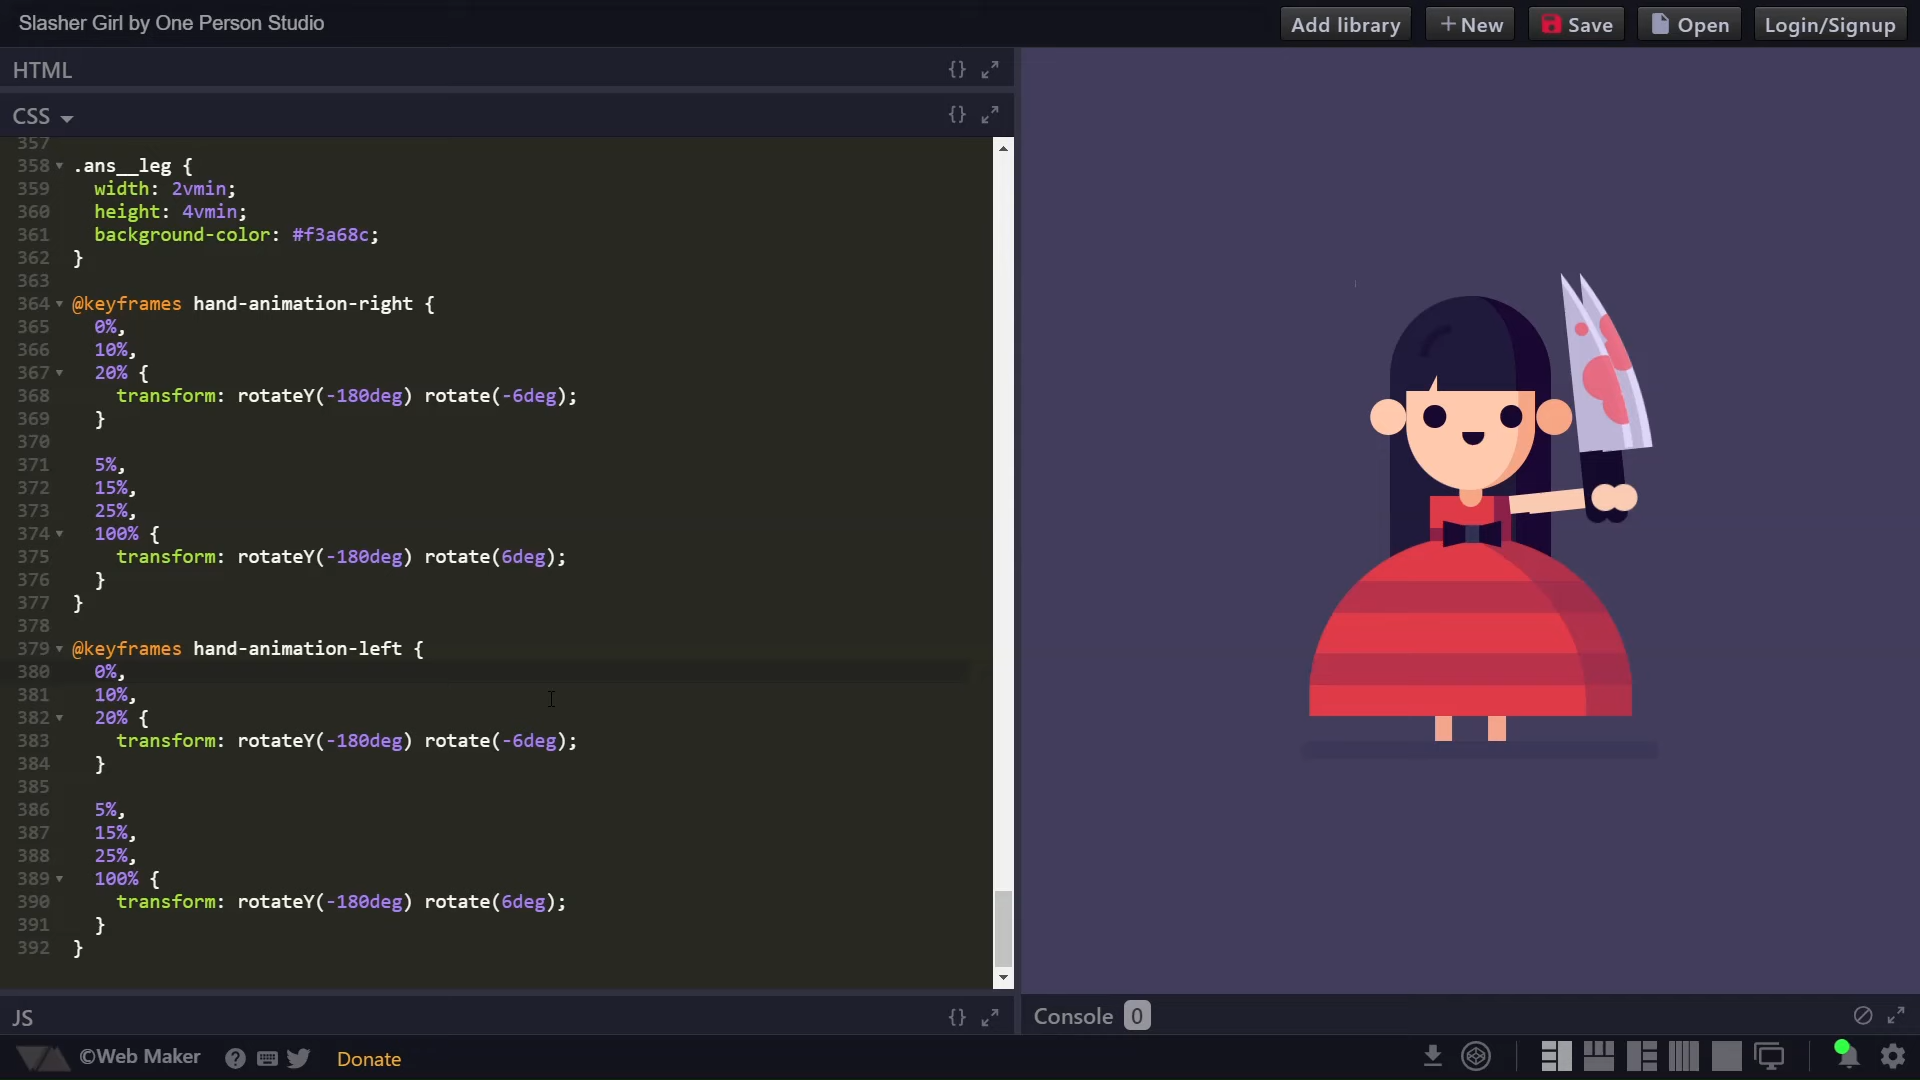 Slasher Girl by One Person Studio
Add library
+ New
Save
Open
Login/Signup
HTML
{}
CSS
{}
357
358 .ans__leg {
359 width: 2vmin;
360 height: 4vmin;
361 background-color: #f3a68c;
362 }
363
364 @keyframes hand-animation-right {
365 0%,
366 10%,
367 20% {
368 transform: rotateY(-180deg) rotate(-6deg);
369 }
370
371 5%,
372 15%,
373 25%,
374 100% {
375 transform: rotateY(-180deg) rotate(6deg);
376 }
377 }
378
379 @keyframes hand-animation-left {
380 0%,
381 10%,
382 20% {
383 transform: rotateY(-180deg) rotate(-6deg);
384 }
385
386 5%,
387 15%,
388 25%,
389 100% {
390 transform: rotateY(-180deg) rotate(6deg);
391 }
392 }
JS
{}
Console 0
©Web Maker
?
Donate